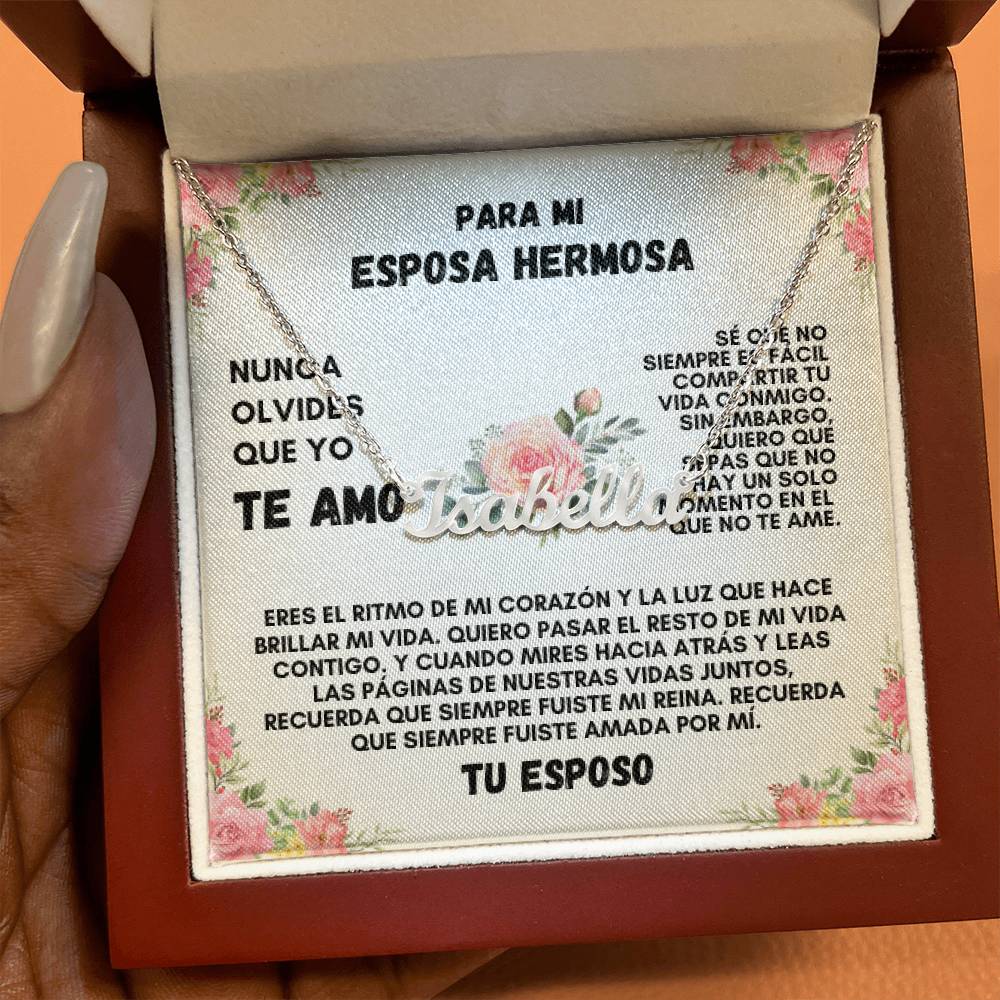 PARA MI
ESPOSA HERMOSA
NUNCA
OLVIDES
QUE YO
TE AMO
Isabella
SÉ QUE NO
SIEMPRE ES FÁCIL
COMPARTIR TU
VIDA CONMIGO.
SIN EMBARGO,
QUIERO QUE
SEPAS QUE NO
HAY UN SOLO
MOMENTO EN EL
QUE NO TE AME.
ERES EL RITMO DE MI CORAZÓN Y LA LUZ QUE HACE
BRILLAR MI VIDA. QUIERO PASAR EL RESTO DE MI VIDA
CONTIGO. Y CUANDO MIRES HACIA ATRÁS Y LEAS
LAS PÁGINAS DE NUESTRAS VIDAS JUNTOS,
RECUERDA QUE SIEMPRE FUISTE MI REINA. RECUERDA
QUE SIEMPRE FUISTE AMADA POR MÍ.
TU ESPOSO